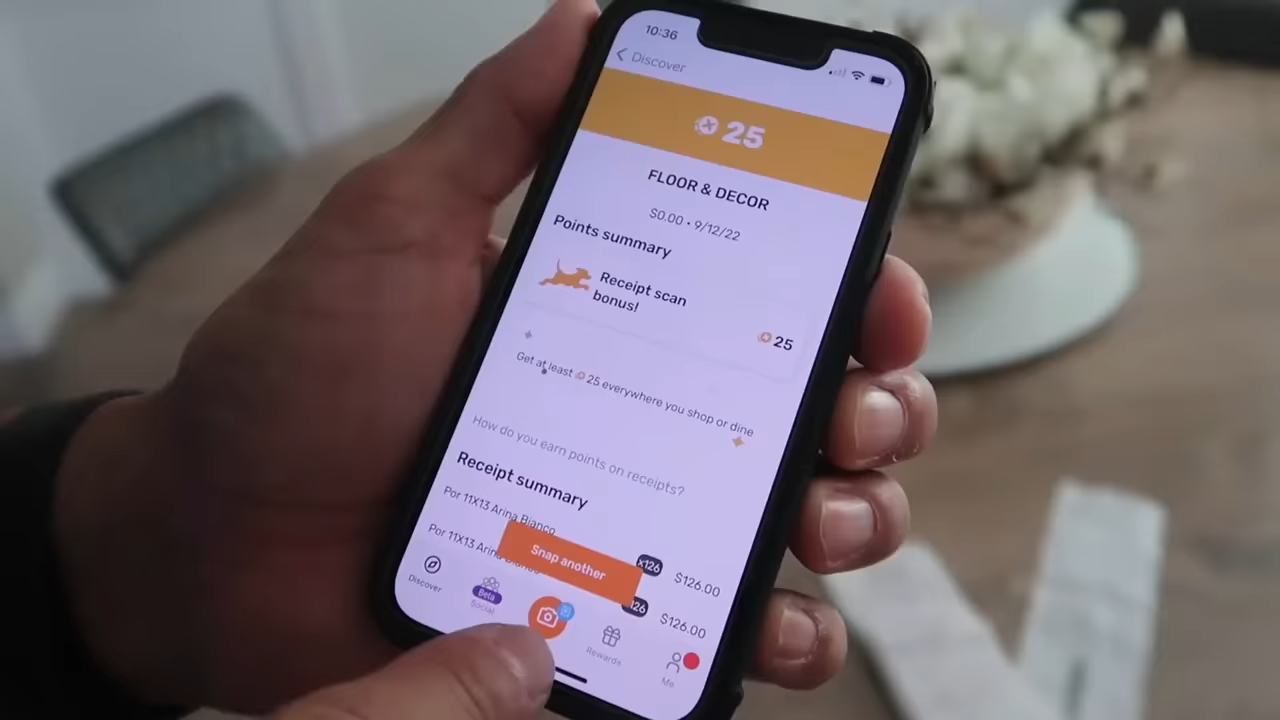 10:36
Discover
25
FLOOR & DECOR
$0.00 • 9/12/22
Points summary
Receipt scan
bonus!
25
Get at least 25 everywhere you shop or dine
How do you earn points on receipts?
Receipt summary
Por 11X13 Arina Bianco
x126
$126.00
Por 11X13 Arina
126
$126.00
Snap another
Discover
Beta
Social
Rewards
Me